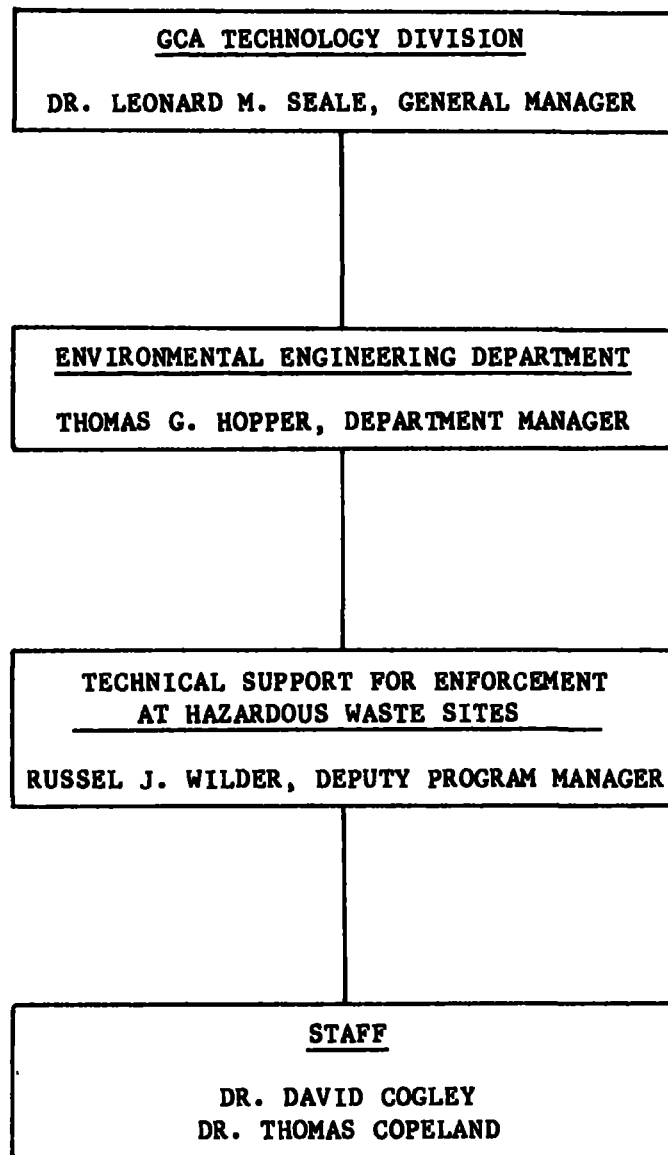 GCA TECHNOLOGY DIVISION
DR. LEONARD M. SEALE, GENERAL MANAGER
ENVIRONMENTAL ENGINEERING DEPARTMENT
THOMAS G. HOPPER, DEPARTMENT MANAGER
TECHNICAL SUPPORT FOR ENFORCEMENT
AT HAZARDOUS WASTE SITES
RUSSEL J. WILDER, DEPUTY PROGRAM MANAGER
STAFF
DR. DAVID COGLEY
DR. THOMAS COPELAND